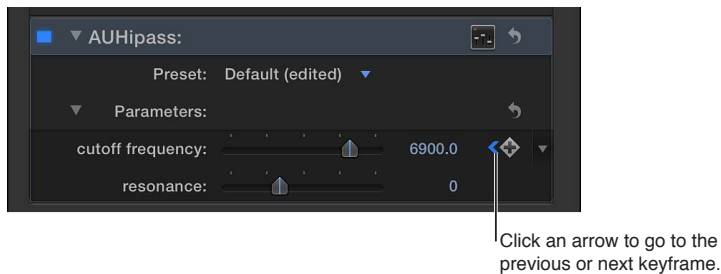 AUHipass:
Preset: Default (edited)
Parameters:
cutoff frequency: 6900.0
resonance: 0
Click an arrow to go to the
previous or next keyframe.